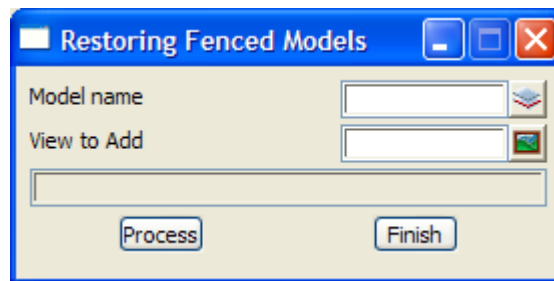 Restoring Fenced Models
Model name
View to Add
Process Finish